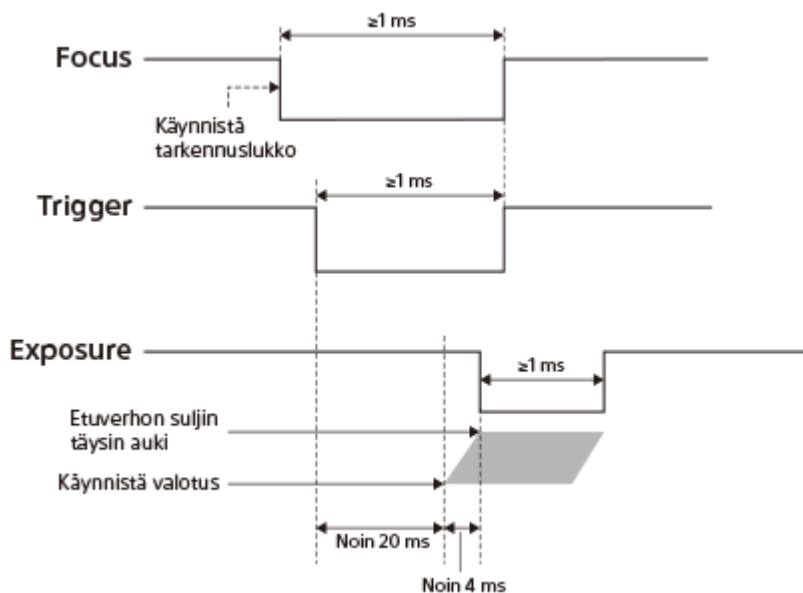 ≥1 ms
Focus
Käynnistä
tarkennuslukko
≥1 ms
Trigger
Exposure
≥1 ms
Etuverhon suljin
täysin auki
Käynnistä valotus
Noin 20 ms
Noin 4 ms